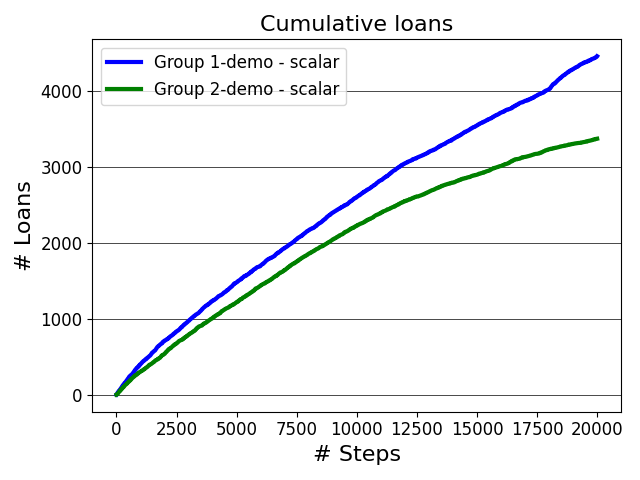 Cumulative loans
Group 1-demo - scalar
Group 2-demo - scalar
# Loans
4000
3000
2000
1000
0
0 2500 5000 7500 10000 12500 15000 17500 20000
# Steps